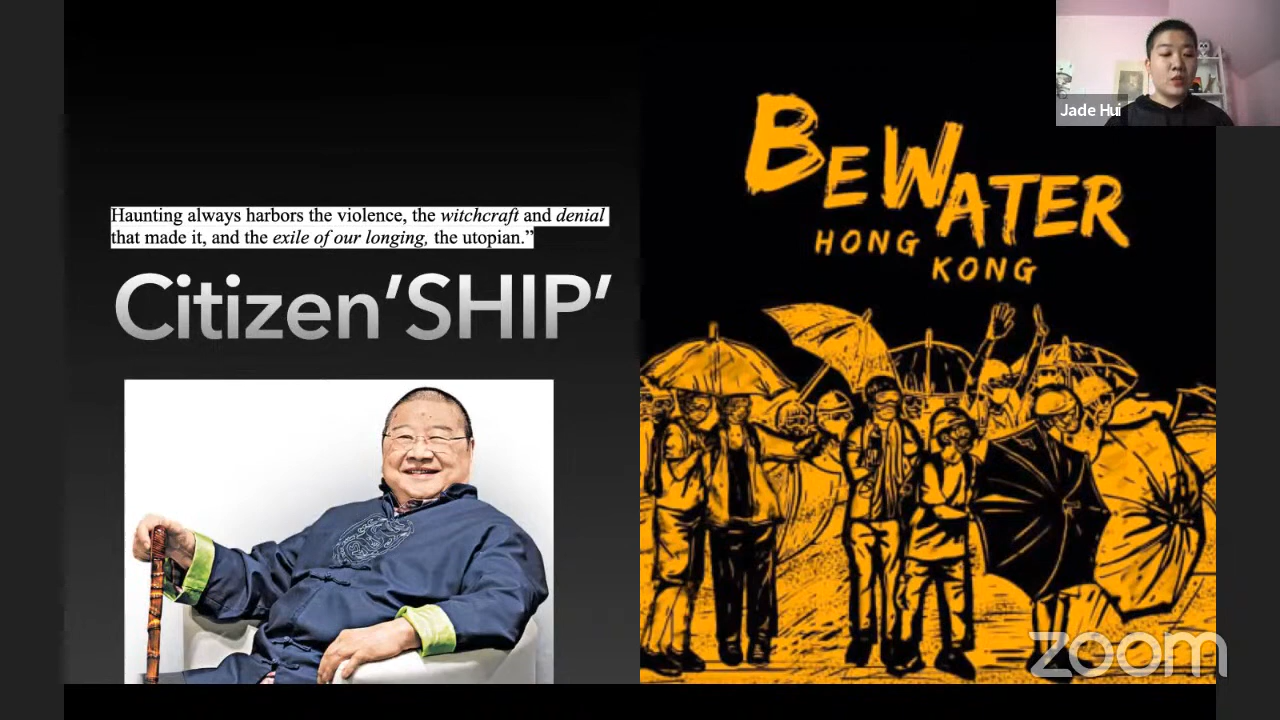 Haunting always harbors the violence, the witchcraft and denial
that made it, and the exile of our longing, the utopian.”
Citizen’SHIP’
BE WATER
HONG
KONG
Jade Hui
zoom